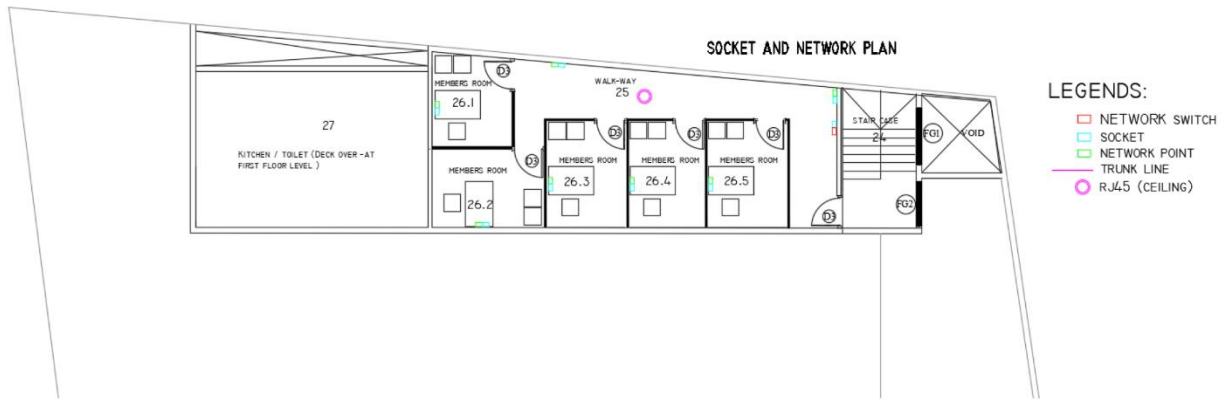 SOCKET AND NETWORK PLAN
LEGENDS:
NETWORK SWITCH
SOCKET
NETWORK POINT
TRUNK LINE
RJ45 (CEILING)
D3
MEMBERS ROOM
26.1
WALK-WAY
25
27
KITCHEN / TOILET (DECK OVER -AT
FIRST FLOOR LEVEL )
STAIR CASE
24
FG1
VOID
D3
D3
D3
D3
MEMBERS ROOM
26.2
MEMBERS ROOM
26.3
MEMBERS ROOM
26.4
MEMBERS ROOM
26.5
D3
FG2